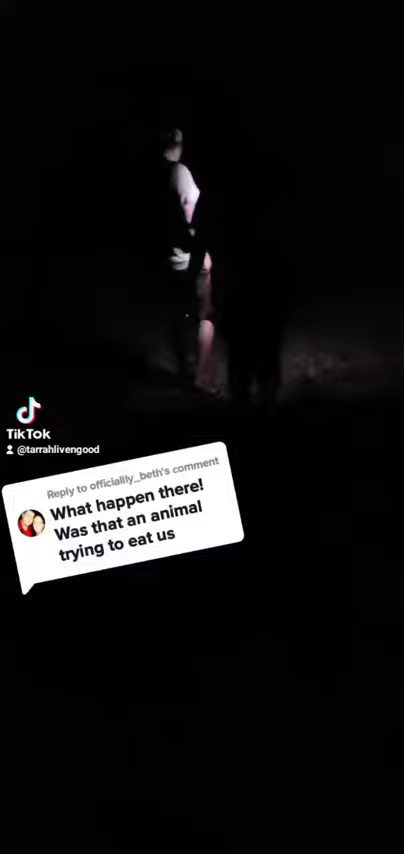 TikTok
@tarrahlivengood
Reply to officiallly_beth's comment
What happen there!
Was that an animal
trying to eat us